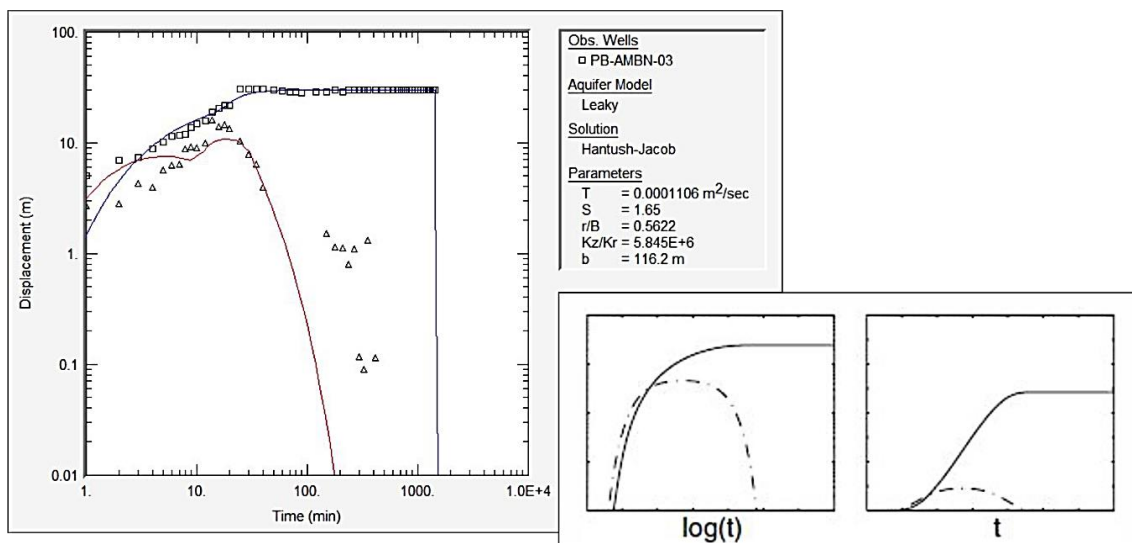 100.
10.
1.
0.1
0.01
Displacement (m)
1.
10.
100.
1000.
1.0E+4
Time (min)
Obs. Wells
□ PB-AMBN-03
Aquifer Model
Leaky
Solution
Hantush-Jacob
Parameters
T = 0.0001106 m²/sec
S = 1.65
r/B = 0.5622
Kz/Kr = 5.845E+6
b = 116.2 m
log(t)
t